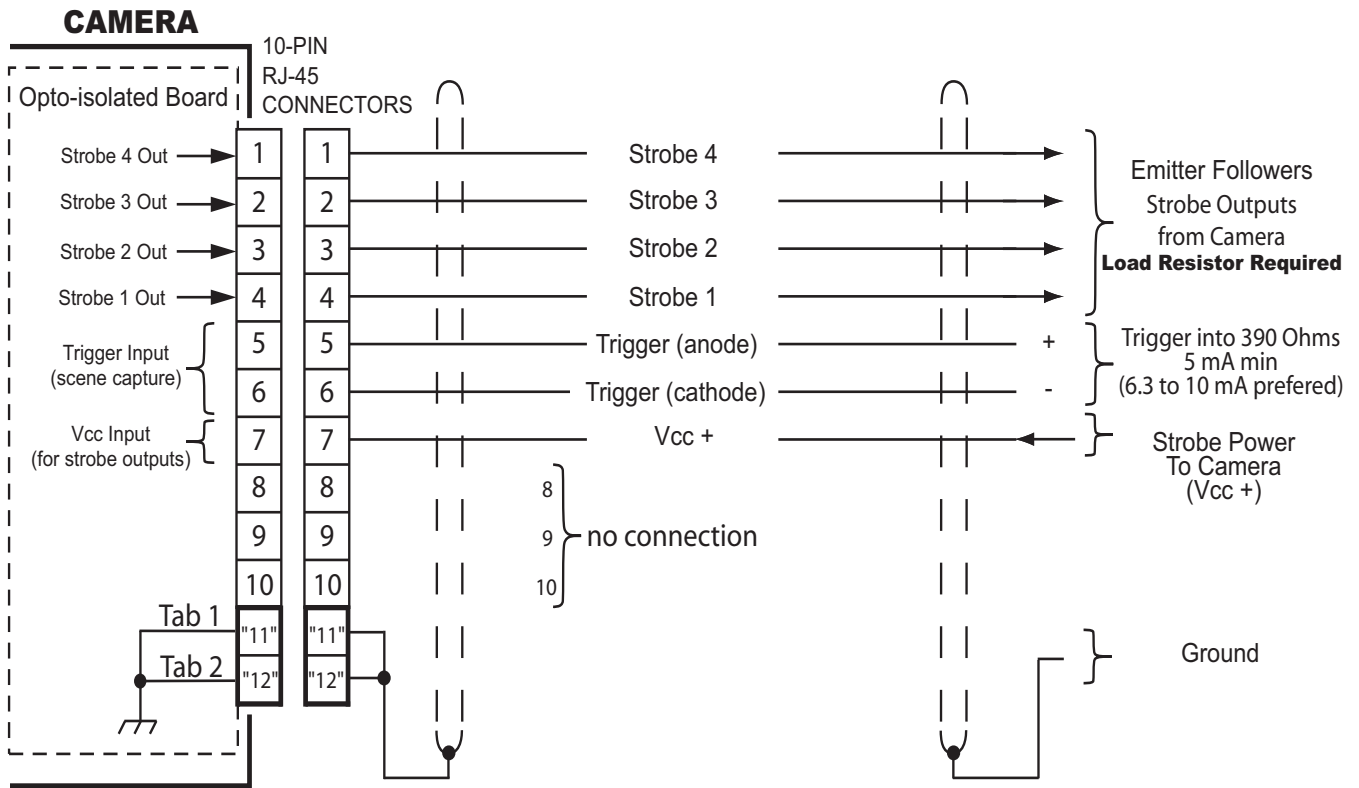 CAMERA
10-PIN
RJ-45
CONNECTORS
Opto-isolated Board
Strobe 4 Out
1
1
Strobe 4
Strobe 3 Out
2
2
Strobe 3
Strobe 2 Out
3
3
Strobe 2
Strobe 1 Out
4
4
Strobe 1
Emitter Followers
Strobe Outputs
from Camera
Load Resistor Required
Trigger Input
(scene capture)
5
5
Trigger (anode)
+
6
6
Trigger (cathode)
-
Trigger into 390 Ohms
5 mA min
(6.3 to 10 mA prefered)
Vcc Input
(for strobe outputs)
7
7
Vcc +
Strobe Power
To Camera
(Vcc +)
8
8
8
9
9
9
no connection
10
10
10
Tab 1
"11"
"11"
Tab 2
"12"
"12"
Ground